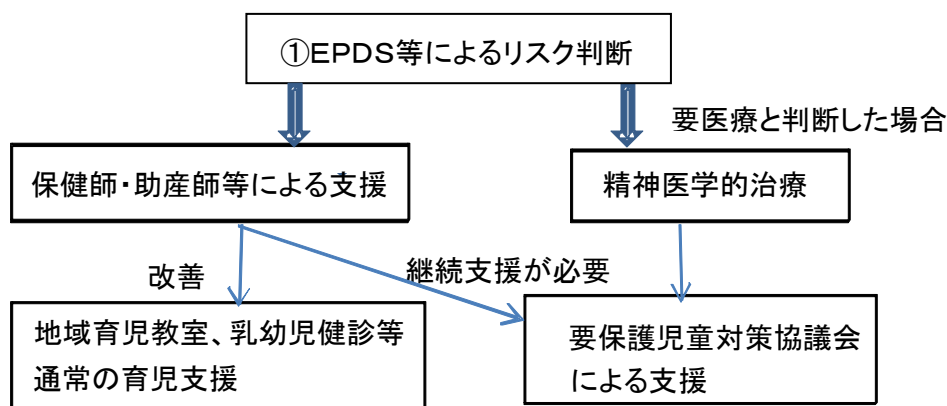 ①EPDS等によるリスク判断
要医療と判断した場合
保健師・助産師等による支援
精神医学的治療
改善
継続支援が必要
地域育児教室、乳幼児健診等
通常の育児支援
要保護児童対策協議会
による支援